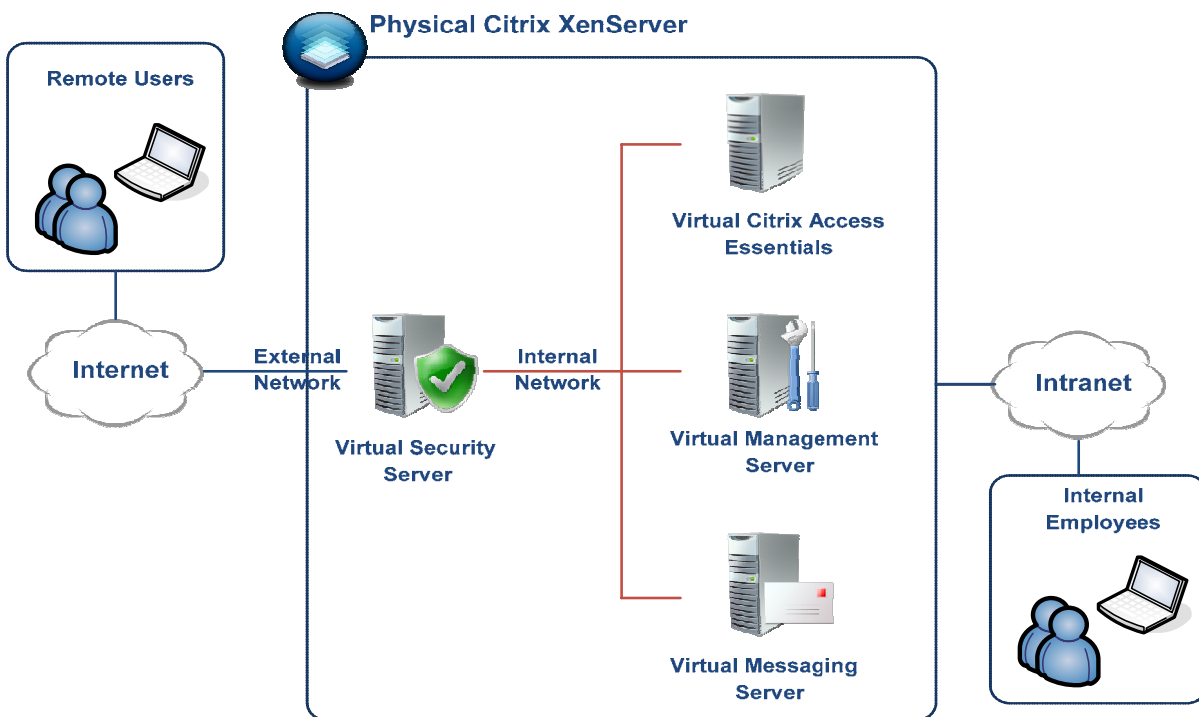 Physical Citrix XenServer
Remote Users
Virtual Citrix Access
Essentials
Internet
External
Network
Internal
Network
Virtual Security
Server
Virtual Management
Server
Intranet
Internal
Employees
Virtual Messaging
Server